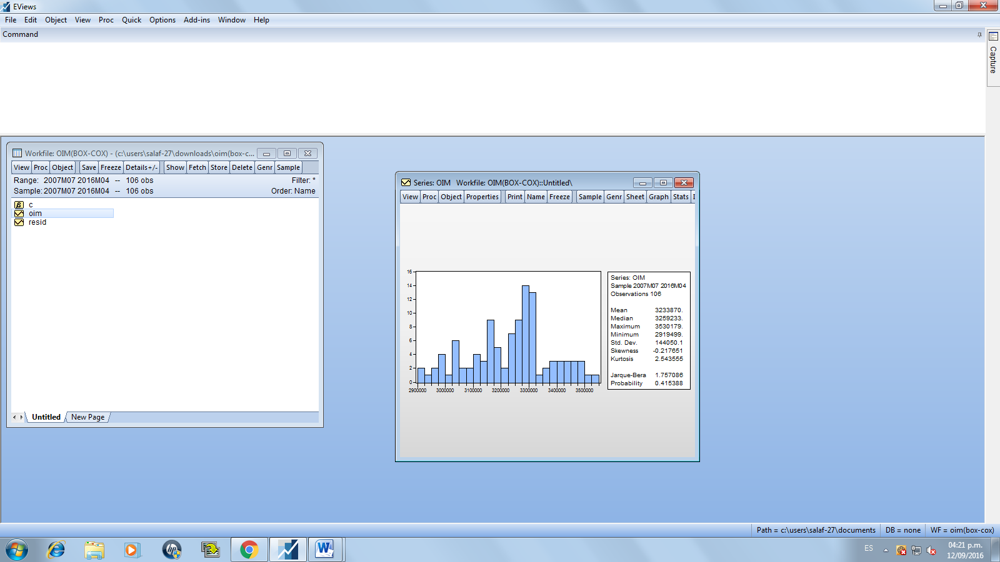 EViews
File Edit Object View Proc Quick Options Add-ins Window Help
Command
Capture
Workfile: OIM(BOX-COX) - (c:\users\salaf-27\downloads\oim(box-c...
View Proc Object Save Freeze Details+/- Show Fetch Store Delete Genr Sample
Range: 2007M07 2016M04 -- 106 obs Filter: *
Sample: 2007M07 2016M04 -- 106 obs Order: Name
β c
oim
resid
Untitled New Page
Series: OIM Workfile: OIM(BOX-COX)::Untitled\
View Proc Object Properties Print Name Freeze Sample Genr Sheet Graph Stats
16
14
12
10
8
6
4
2
0
2900000 3000000 3100000 3200000 3300000 3400000 3500000
Series: OIM
Sample 2007M07 2016M04
Observations 106
Mean 3233870.
Median 3259233.
Maximum 3530179.
Minimum 2919499.
Std. Dev. 144050.1
Skewness -0.217651
Kurtosis 2.543555
Jarque-Bera 1.757086
Probability 0.415388
Path = c:\users\salaf-27\documents DB = none WF = oim(box-cox)
ES
04:21 p.m.
12/09/2016